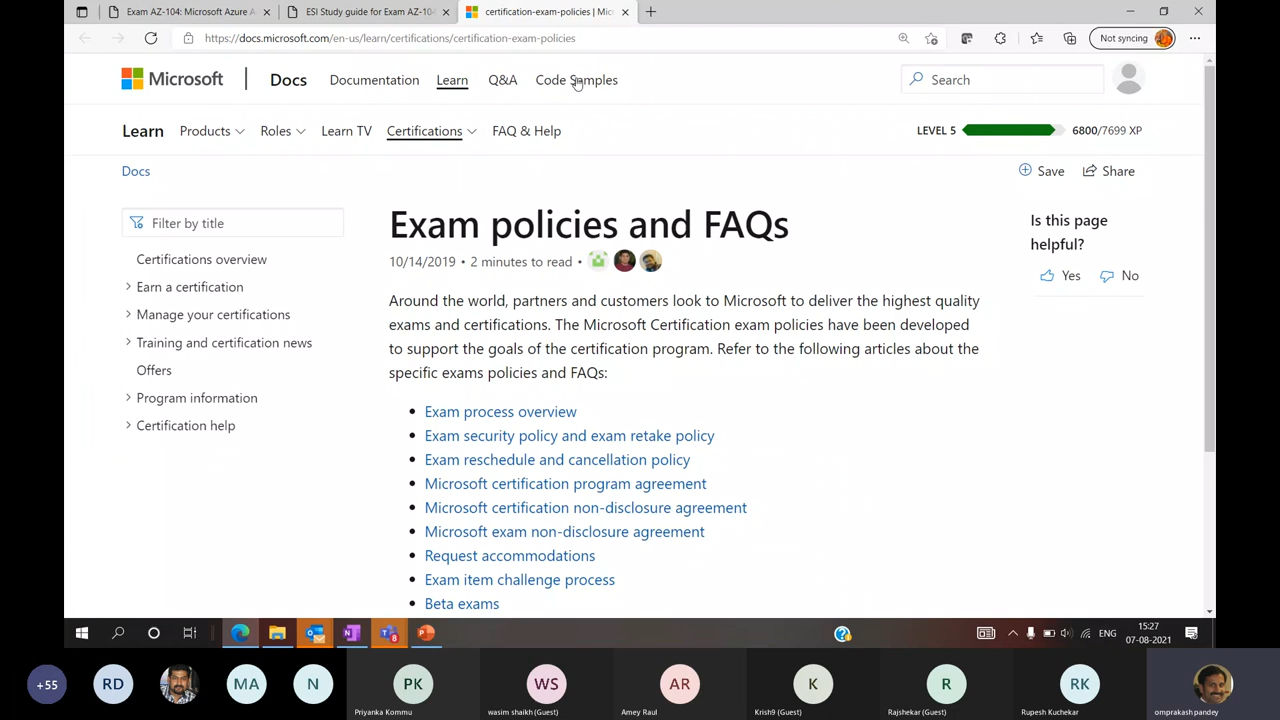 Exam AZ-104: Microsoft Azure A
ESI Study guide for Exam AZ-104
certification-exam-policies | Mic
https://docs.microsoft.com/en-us/learn/certifications/certification-exam-policies
Not syncing
Microsoft
Docs
Documentation
Learn
Q&A
Code Samples
Search
Learn
Products
Roles
Learn TV
Certifications
FAQ & Help
LEVEL 5
6800/7699 XP
Docs
Save
Share
Filter by title
Certifications overview
Earn a certification
Manage your certifications
Training and certification news
Offers
Program information
Certification help
Exam policies and FAQs
10/14/2019 • 2 minutes to read •
Around the world, partners and customers look to Microsoft to deliver the highest quality
exams and certifications. The Microsoft Certification exam policies have been developed
to support the goals of the certification program. Refer to the following articles about the
specific exams policies and FAQs:
• Exam process overview
• Exam security policy and exam retake policy
• Exam reschedule and cancellation policy
• Microsoft certification program agreement
• Microsoft certification non-disclosure agreement
• Microsoft exam non-disclosure agreement
• Request accommodations
• Exam item challenge process
• Beta exams
Is this page
helpful?
Yes
No
8
ENG
15:27
07-08-2021
+55
RD
MA
N
PK
Priyanka Kommu
WS
wasim shaikh (Guest)
AR
Amey Raul
K
Krish9 (Guest)
R
Rajshekar (Guest)
RK
Rupesh Kuchekar
omprakash pandey